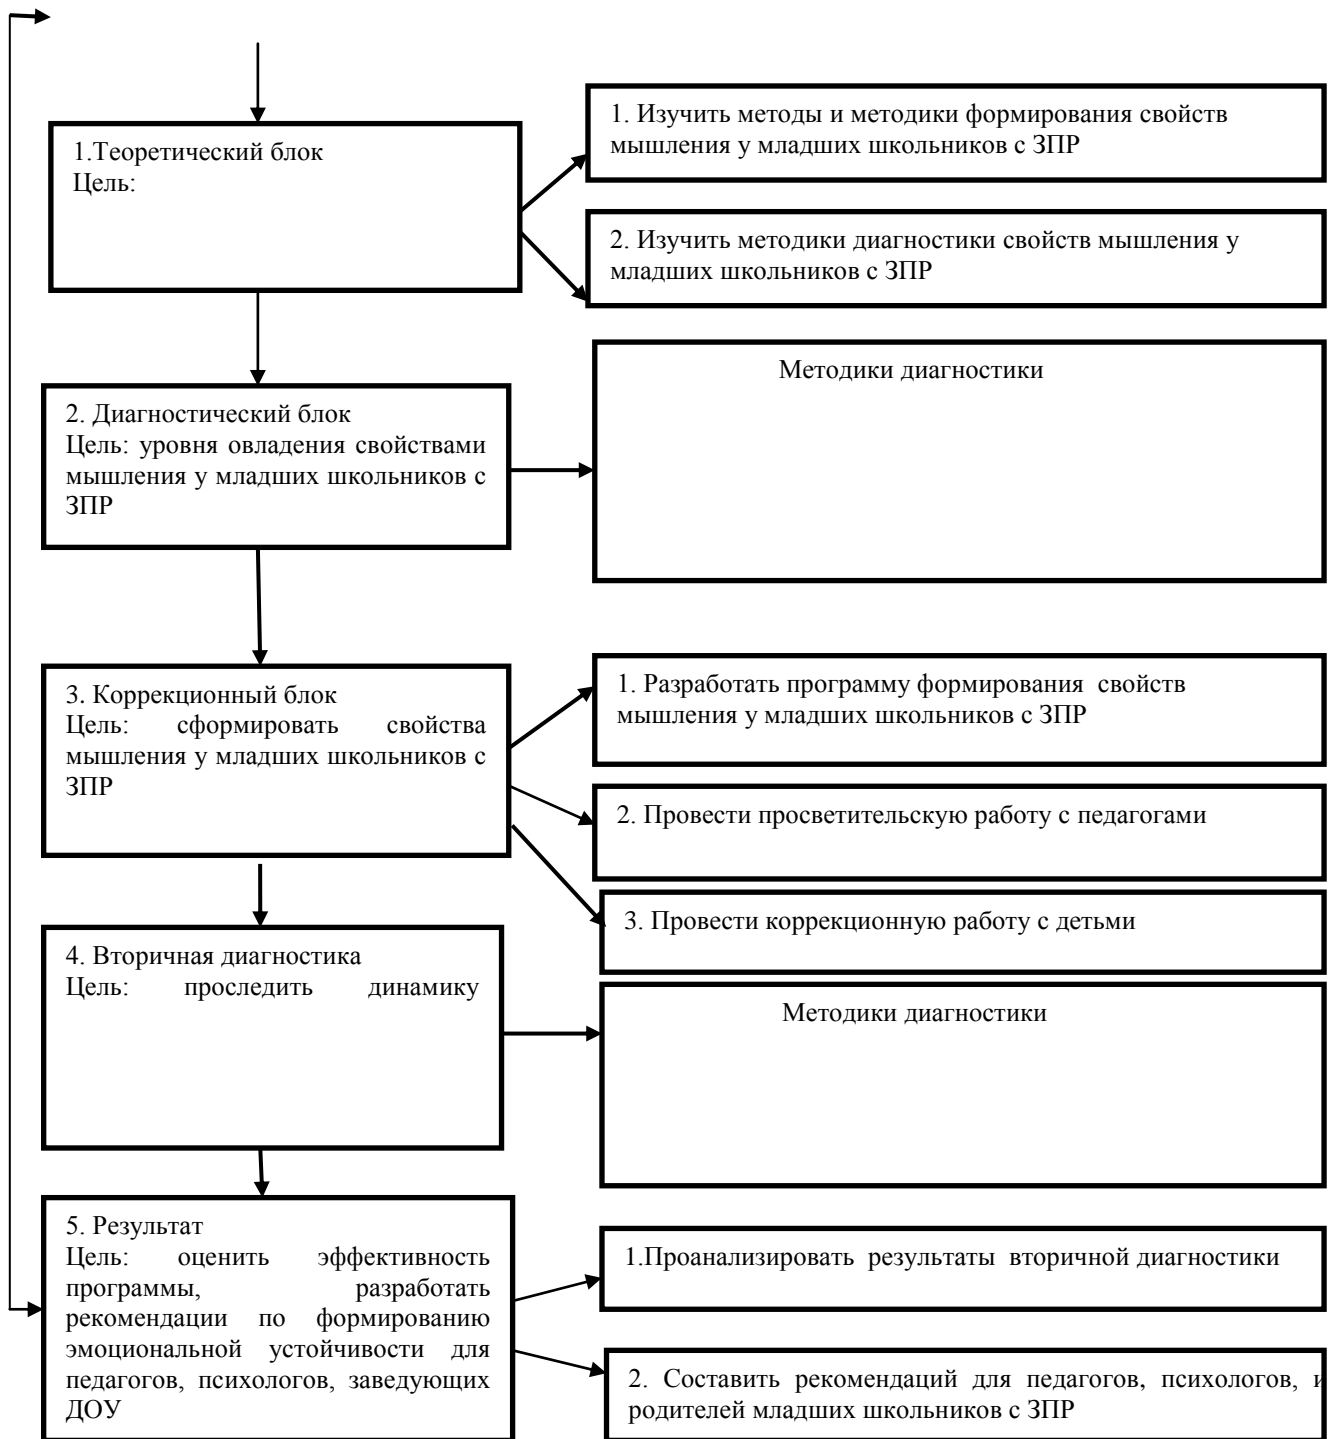 1.Теоретический блок
Цель:
1. Изучить методы и методики формирования свойств
мышления у младших школьников с ЗПР
2. Изучить методики диагностики свойств мышления у
младших школьников с ЗПР
2. Диагностический блок
Цель: уровня овладения свойствами
мышления у младших школьников с
ЗПР
Методики диагностики
3. Коррекционный блок
Цель: сформировать свойства
мышления у младших школьников с
ЗПР
1. Разработать программу формирования свойств
мышления у младших школьников с ЗПР
2. Провести просветительскую работу с педагогами
3. Провести коррекционную работу с детьми
4. Вторичная диагностика
Цель: проследить динамику
Методики диагностики
5. Результат
Цель: оценить эффективность
программы, разработать
рекомендации по формированию
эмоциональной устойчивости для
педагогов, психологов, заведующих
ДОУ
1.Проанализировать результаты вторичной диагностики
2. Составить рекомендаций для педагогов, психологов, и
родителей младших школьников с ЗПР